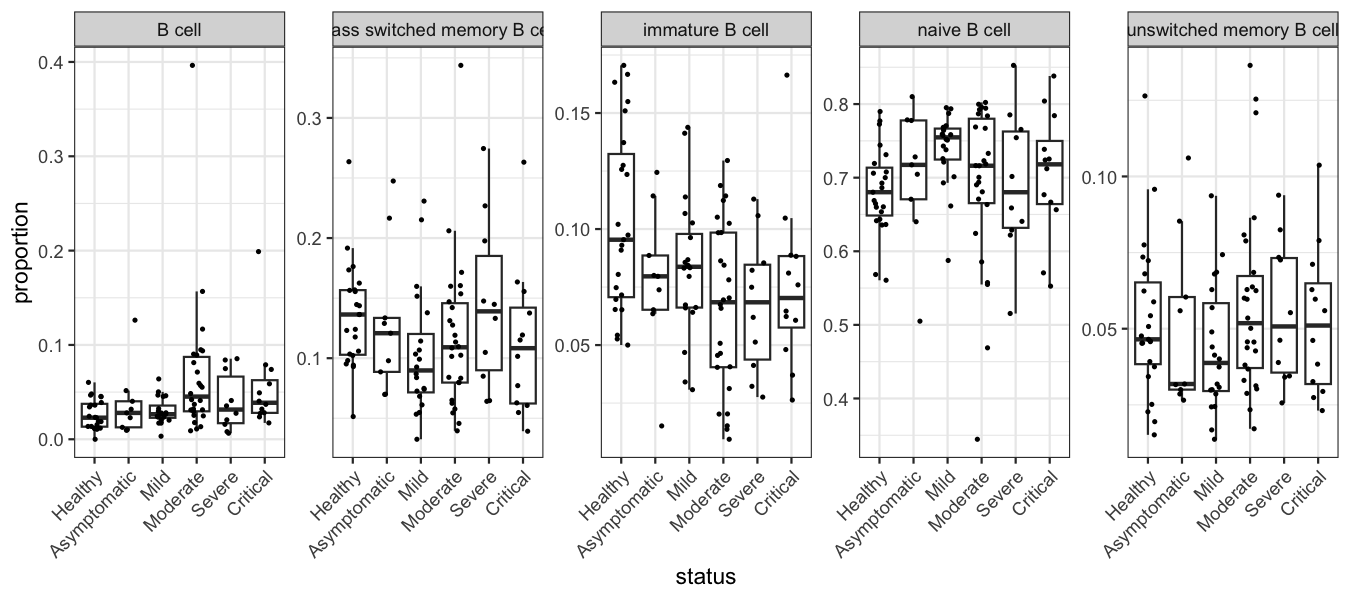 B cell
ass switched memory B ce
immature B cell
naive B cell
unswitched memory B cell
proportion
0.4
0.3
0.2
0.1
0.0
0.3
0.2
0.1
0.15
0.10
0.05
0.8
0.7
0.6
0.5
0.4
0.10
0.05
Healthy
Asymptomatic
Mild
Moderate
Severe
Critical
Healthy
Asymptomatic
Mild
Moderate
Severe
Critical
Healthy
Asymptomatic
Mild
Moderate
Severe
Critical
Healthy
Asymptomatic
Mild
Moderate
Severe
Critical
Healthy
Asymptomatic
Mild
Moderate
Severe
Critical
status